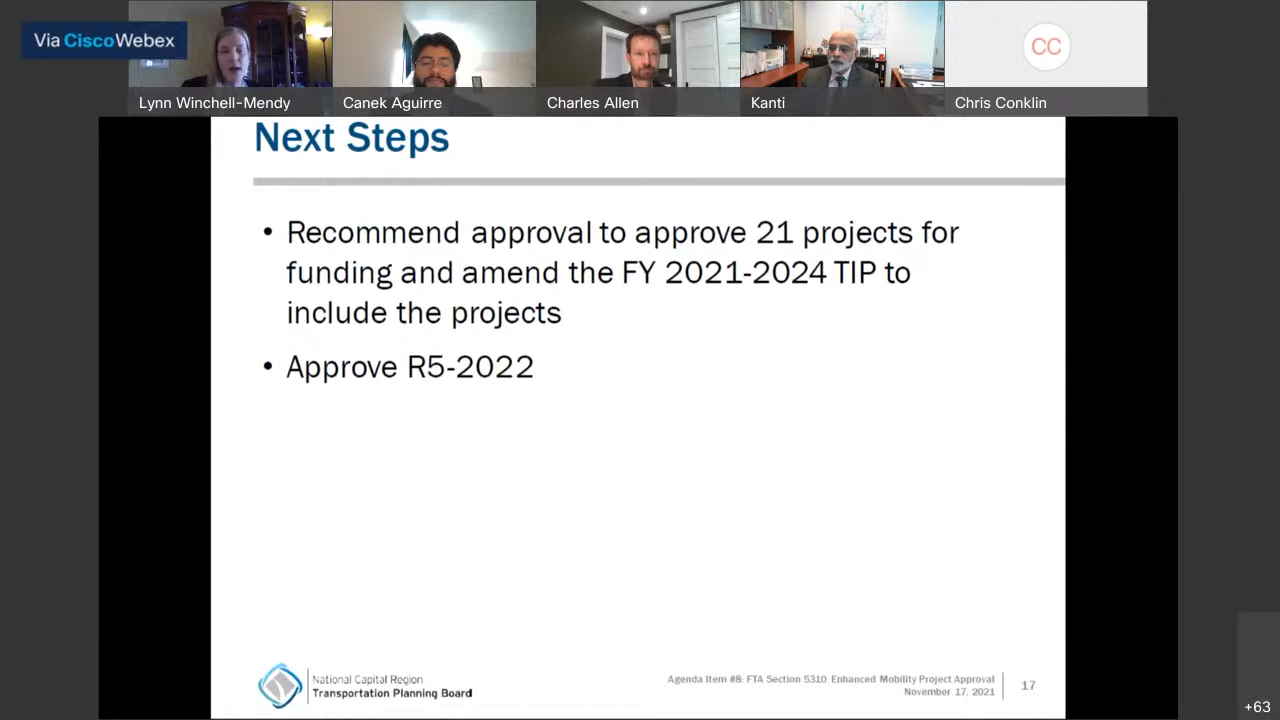 Via CiscoWebex
Lynn Winchell-Mendy
Canek Aguirre
Charles Allen
Kanti
CC
Chris Conklin
Next Steps
• Recommend approval to approve 21 projects for
funding and amend the FY 2021-2024 TIP to
include the projects
• Approve R5-2022
National Capital Region
Transportation Planning Board
Agenda Item #8: FTA Section 5310 Enhanced Mobility Project Approval
November 17, 2021
17
+63